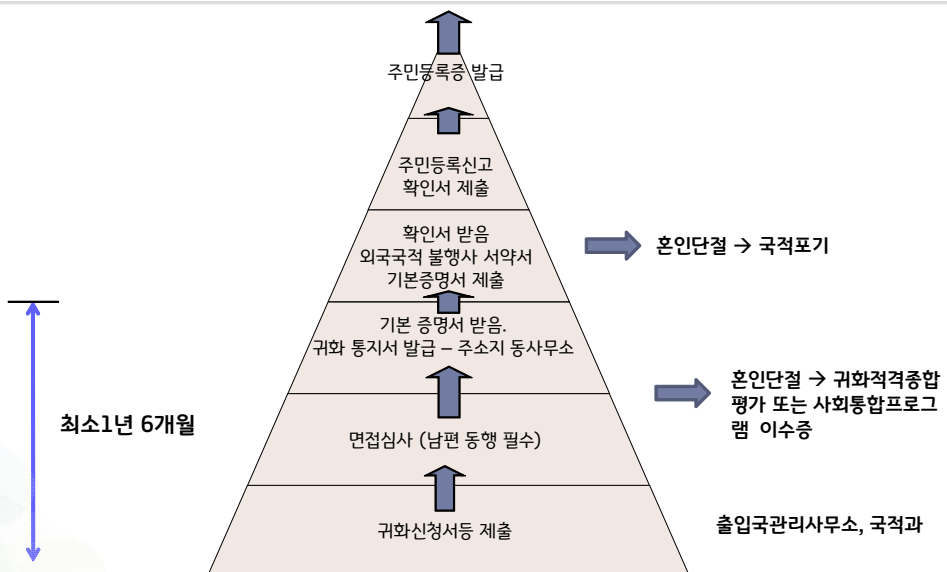 주민등록증 발급
주민등록신고
확인서 제출
확인서 받음
외국국적 불행사 서약서
기본증명서 제출
혼인단절 → 국적포기
기본 증명서 받음.
귀화 통지서 발급 – 주소지 동사무소
최소1년 6개월
혼인단절 → 귀화적격종합
평가 또는 사회통합프로그
램 이수증
면접심사 (남편 동행 필수)
귀화신청서등 제출
출입국관리사무소, 국적과